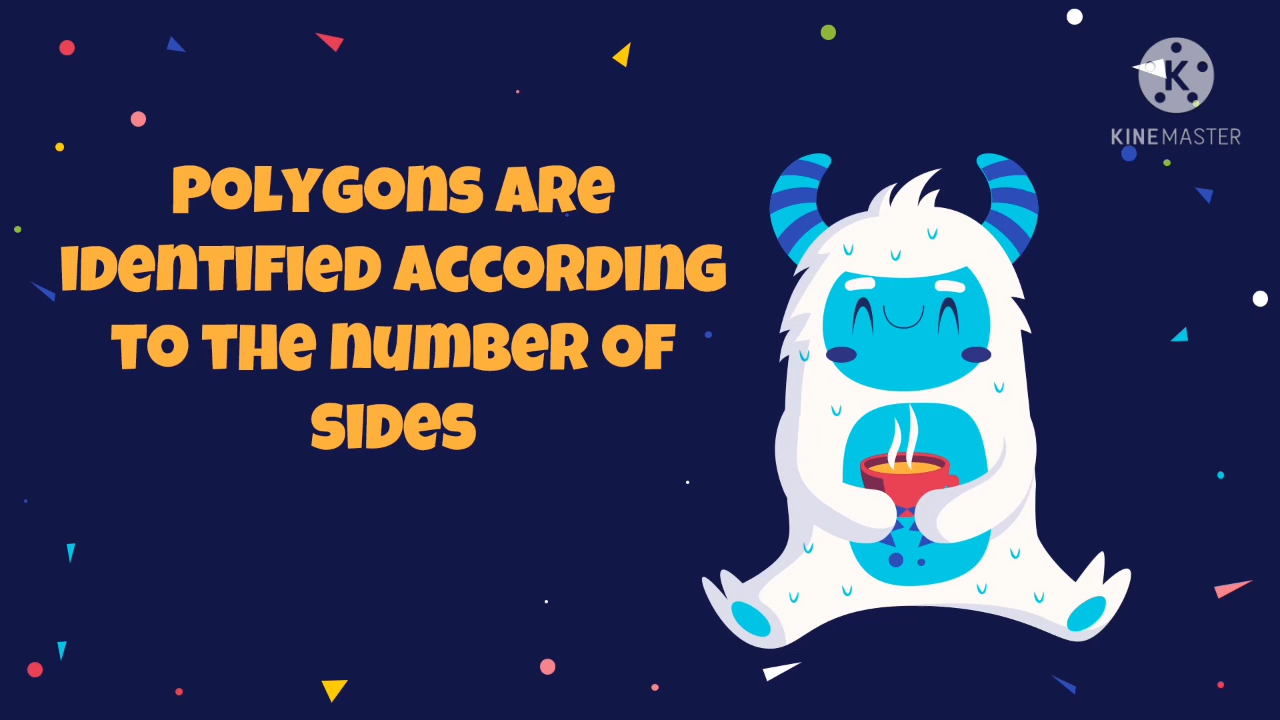 POLYGONS ARE
IDENTIFIED ACCORDING
TO THE NUMBER OF
SIDES
K
KINEMASTER